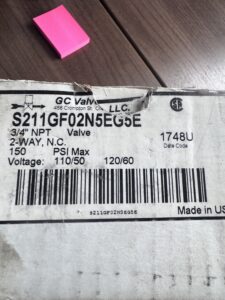 GC Valves LLC.
S211GF02N5EG5E
3/4" NPT Valve
2-WAY, N.C.
150 PSI Max
Voltage: 110/50 120/60
1748U
Date Code
S211GF02N5EG5E
Made in US